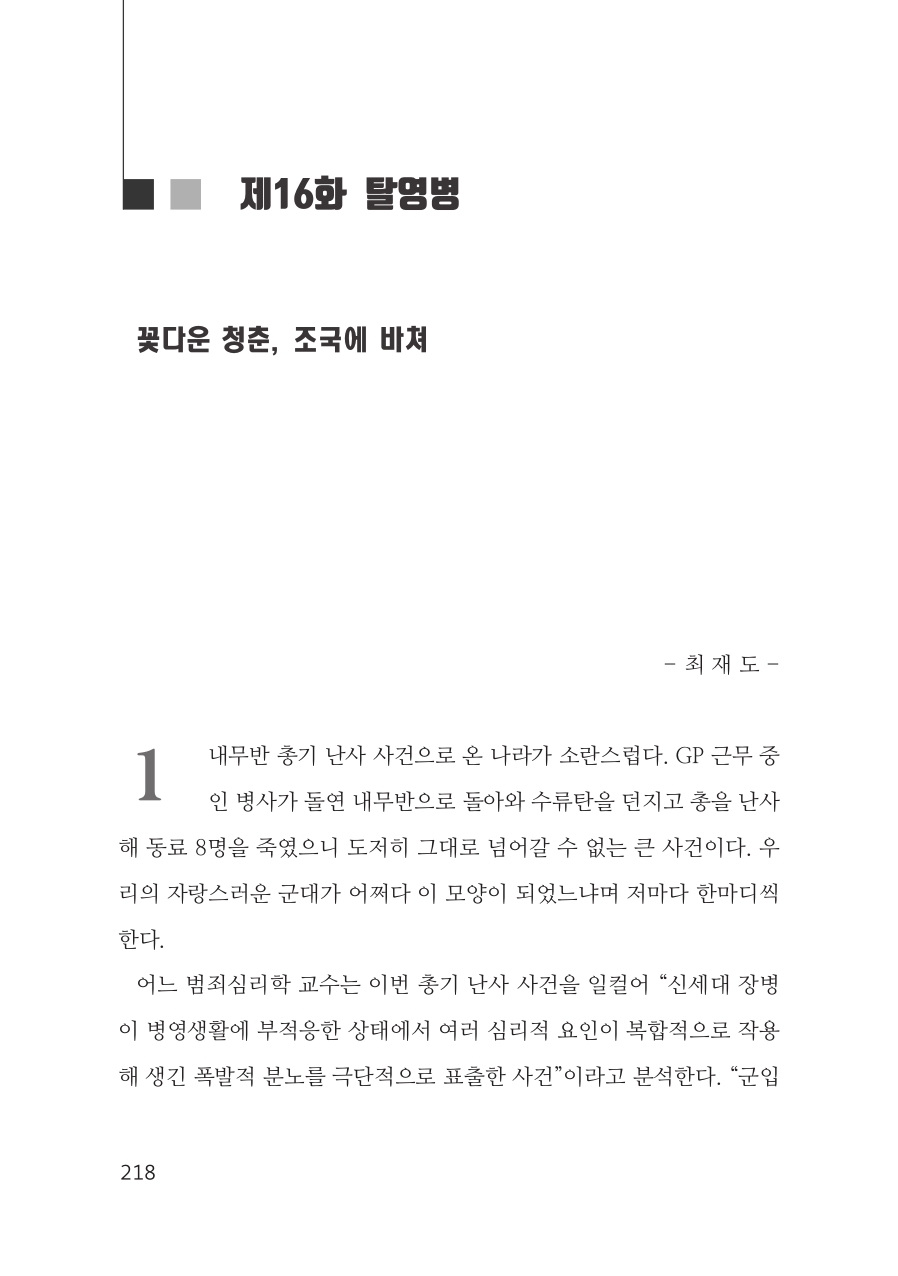 제16화 탈영병
꽃다운 청춘, 조국에 바쳐
- 최 재 도 -
1
내무반 총기 난사 사건으로 온 나라가 소란스럽다. GP 근무 중
인 병사가 돌연 내무반으로 돌아와 수류탄을 던지고 총을 난사
해 동료 8명을 죽였으니 도저히 그대로 넘어갈 수 없는 큰 사건이다. 우
리의 자랑스러운 군대가 어쩌다 이 모양이 되었느냐며 저마다 한마디씩
한다.
어느 범죄심리학 교수는 이번 총기 난사 사건을 일컬어 “신세대 장병
이 병영생활에 부적응한 상태에서 여러 심리적 요인이 복합적으로 작용
해 생긴 폭발적 분노를 극단적으로 표출한 사건”이라고 분석한다. “군입
218